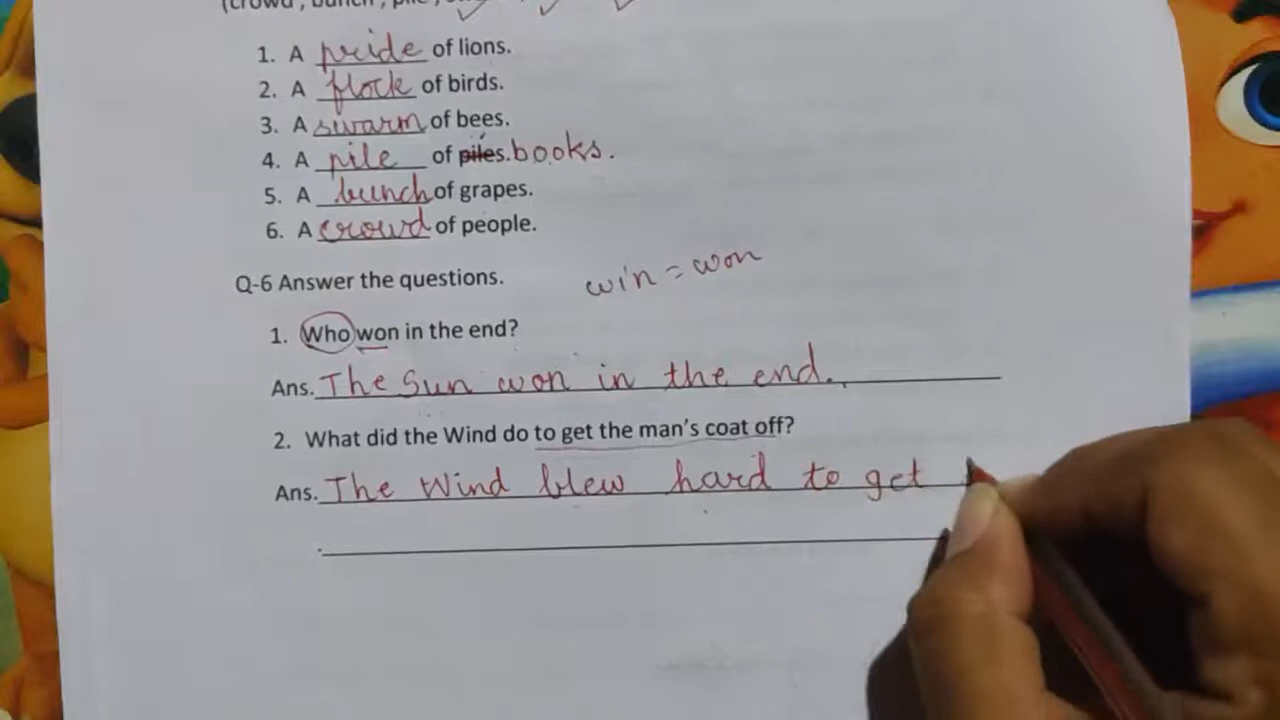 (crowd, bunch, pile,
1. A pride of lions.
2. A flock of birds.
3. A swarm of bees.
4. A pile of piles. books.
5. A bunch of grapes.
6. A crowd of people.
Q-6 Answer the questions.
win = won
1. Who won in the end?
Ans. The Sun won in the end.
2. What did the Wind do to get the man's coat off?
Ans. The Wind blew hard to get